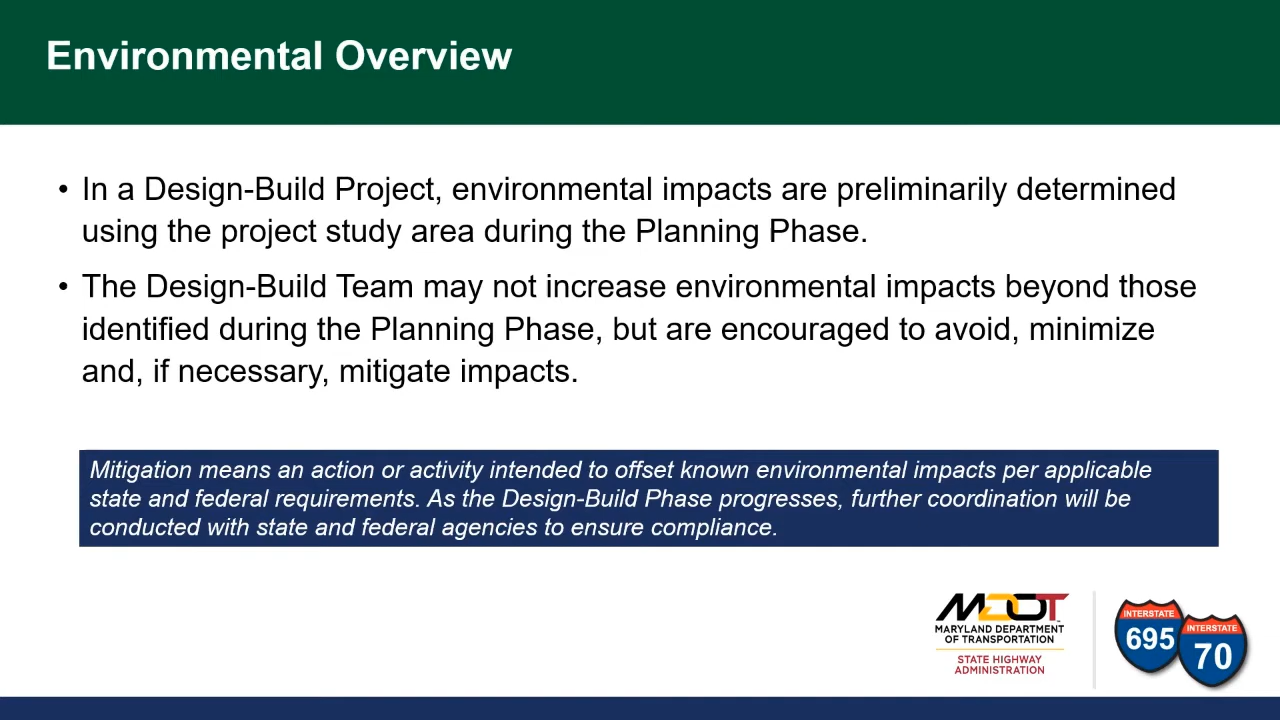 Environmental Overview
• In a Design-Build Project, environmental impacts are preliminarily determined
using the project study area during the Planning Phase.
• The Design-Build Team may not increase environmental impacts beyond those
identified during the Planning Phase, but are encouraged to avoid, minimize
and, if necessary, mitigate impacts.
Mitigation means an action or activity intended to offset known environmental impacts per applicable
state and federal requirements. As the Design-Build Phase progresses, further coordination will be
conducted with state and federal agencies to ensure compliance.
MDOT
MARYLAND DEPARTMENT
OF TRANSPORTATION
STATE HIGHWAY
ADMINISTRATION
INTERSTATE
695
INTERSTATE
70